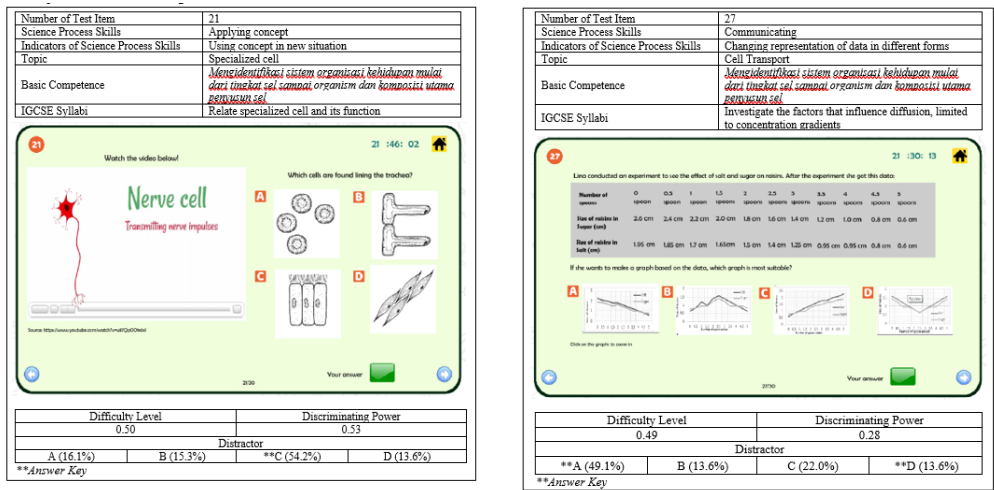 Number of Test Item 21
Science Process Skills Applying concept
Indicators of Science Process Skills Using concept in new situation
Topic Specialized cell
Basic Competence Mengidentifikasi sistem organisasi kehidupan mulai
dari tingkat sel sampai organism dan komposisi utama
penyusun sel
IGCSE Syllabi Relate specialized cell and its function
21
21 :46: 02
Watch the video below!
Nerve cell
Transmitting nerve impulses
Which cells are found lining the trachea?
A
B
C
D
Your answer
21/30
Difficulty Level Discriminating Power
0.50 0.53
Distractor
A (16.1%) B (15.3%) **C (54.2%) D (13.6%)
**Answer Key
Number of Test Item 27
Science Process Skills Communicating
Indicators of Science Process Skills Changing representation of data in different forms
Topic Cell Transport
Basic Competence Mengidentifikasi sistem organisasi kehidupan mulai
dari tingkat sel sampai organism dan komposisi utama
penyusun sel
IGCSE Syllabi Investigate the factors that influence diffusion, limited
to concentration gradients
27
21 :30: 13
Lina conducted an experiment to see the effect of salt and sugar on raisins. After the experiment she got this data:
Number of spoons 0 spoon 0.5 spoon 1 spoon 1.5 spoons 2 spoons 2.5 spoons 3 spoons 3.5 spoons 4 spoons 4.5 spoons 5 spoons
Size of raisins in Sugar (cm) 2.6 cm 2.4 cm 2.2 cm 2.0 cm 1.8 cm 1.6 cm 1.4 cm 1.2 cm 1.0 cm 0.8 cm 0.6 cm
Size of raisins in Salt (cm) 1.95 cm 1.85 cm 1.7 cm 1.65cm 1.5 cm 1.4 cm 1.25 cm 0.95 cm 0.95 cm 0.8 cm 0.6 cm
If she wants to make a graph based on the data, which graph is most suitable?
A
B
C
D
Click on the graphs to zoom in
Your answer
27/30
Difficulty Level Discriminating Power
0.49 0.28
Distractor
**A (49.1%) B (13.6%) C (22.0%) **D (13.6%)
**Answer Key